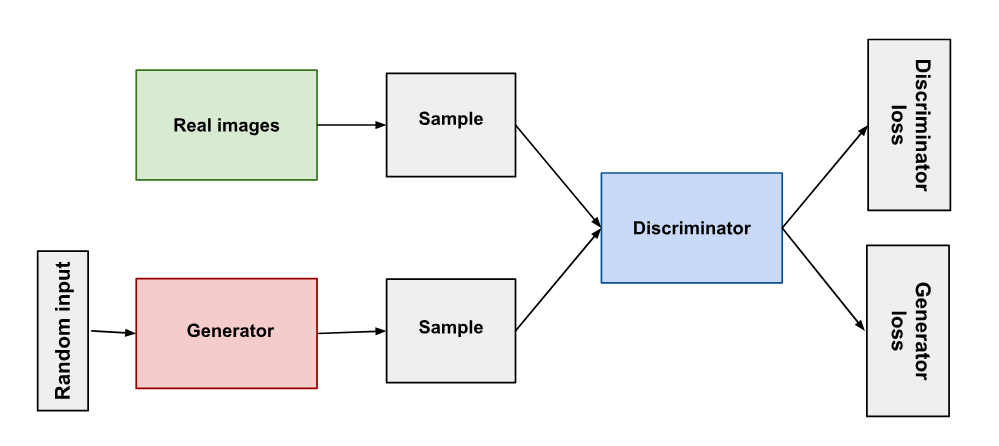 Real images
Sample
Discriminator
loss
Discriminator
Random input
Generator
Sample
Generator
loss